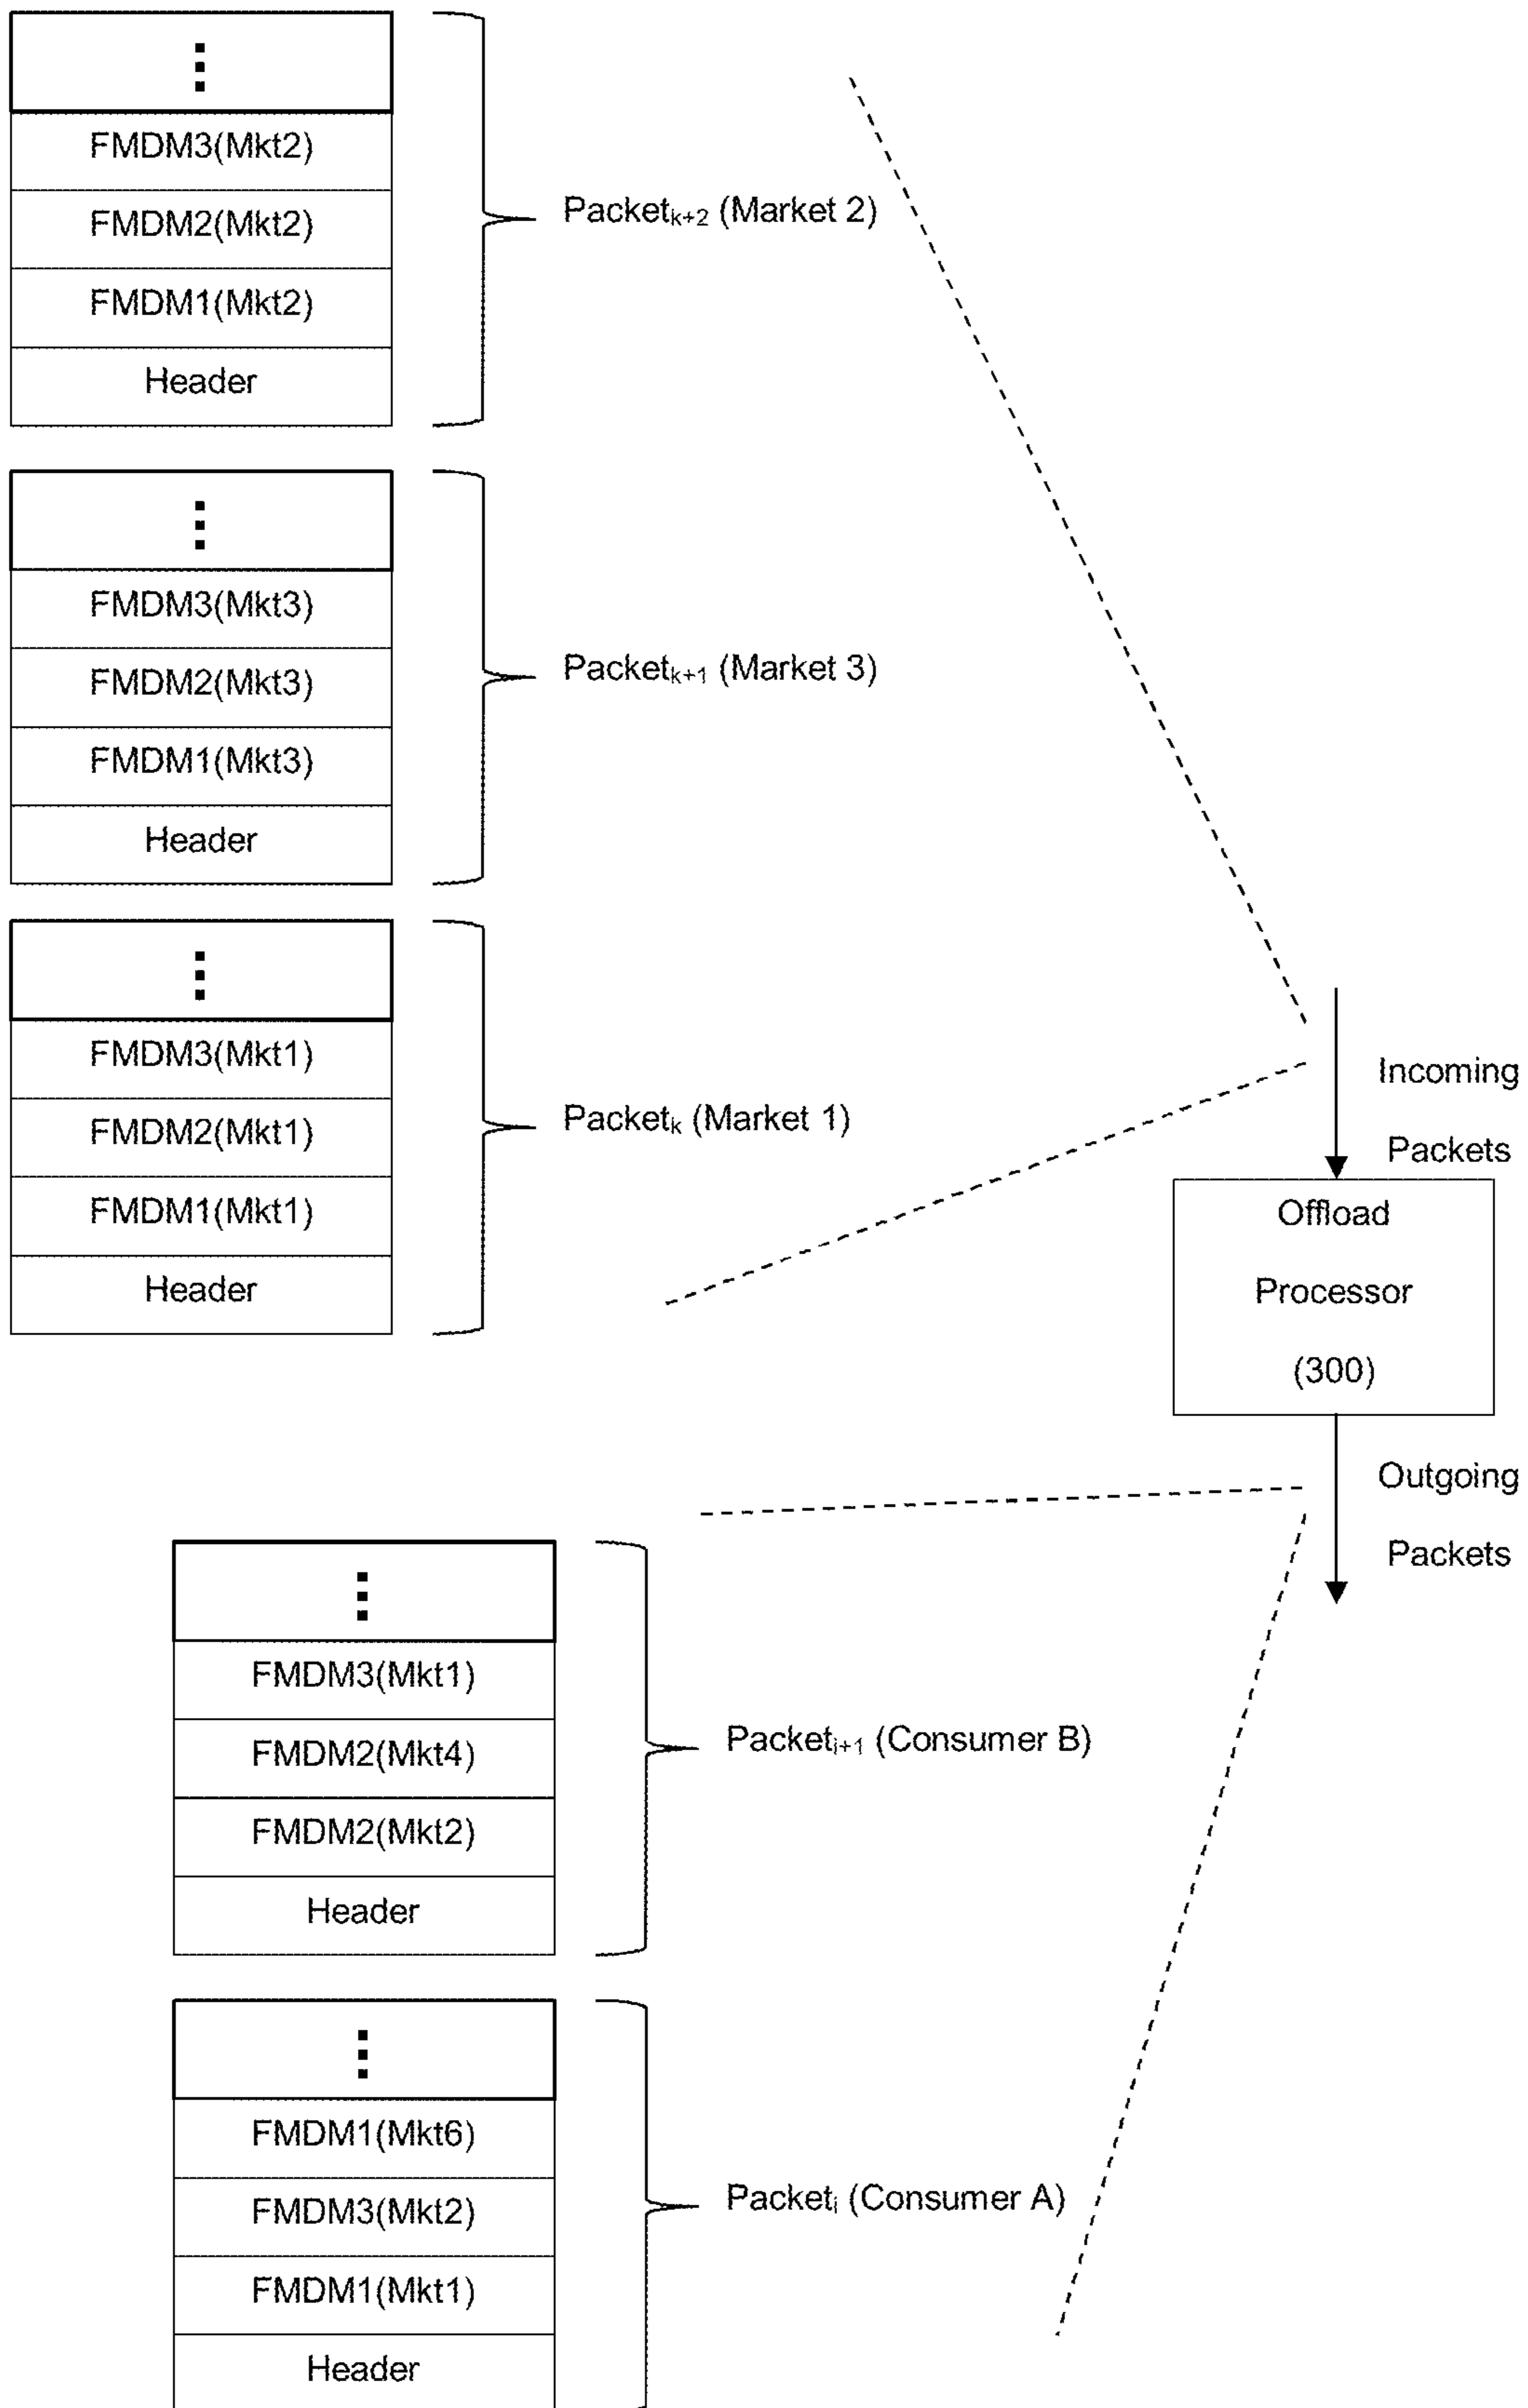 FMDM3(Mkt2)
FMDM2(Mkt2)
FMDM1(Mkt2)
Header
Packetk+2 (Market 2)
FMDM3(Mkt3)
FMDM2(Mkt3)
FMDM1(Mkt3)
Header
Packetk+1 (Market 3)
FMDM3(Mkt1)
FMDM2(Mkt1)
FMDM1(Mkt1)
Header
Packetk (Market 1)
Incoming
Packets
Offload
Processor
(300)
Outgoing
Packets
FMDM3(Mkt1)
FMDM2(Mkt4)
FMDM2(Mkt2)
Header
Packeti+1 (Consumer B)
FMDM1(Mkt6)
FMDM3(Mkt2)
FMDM1(Mkt1)
Header
Packeti (Consumer A)